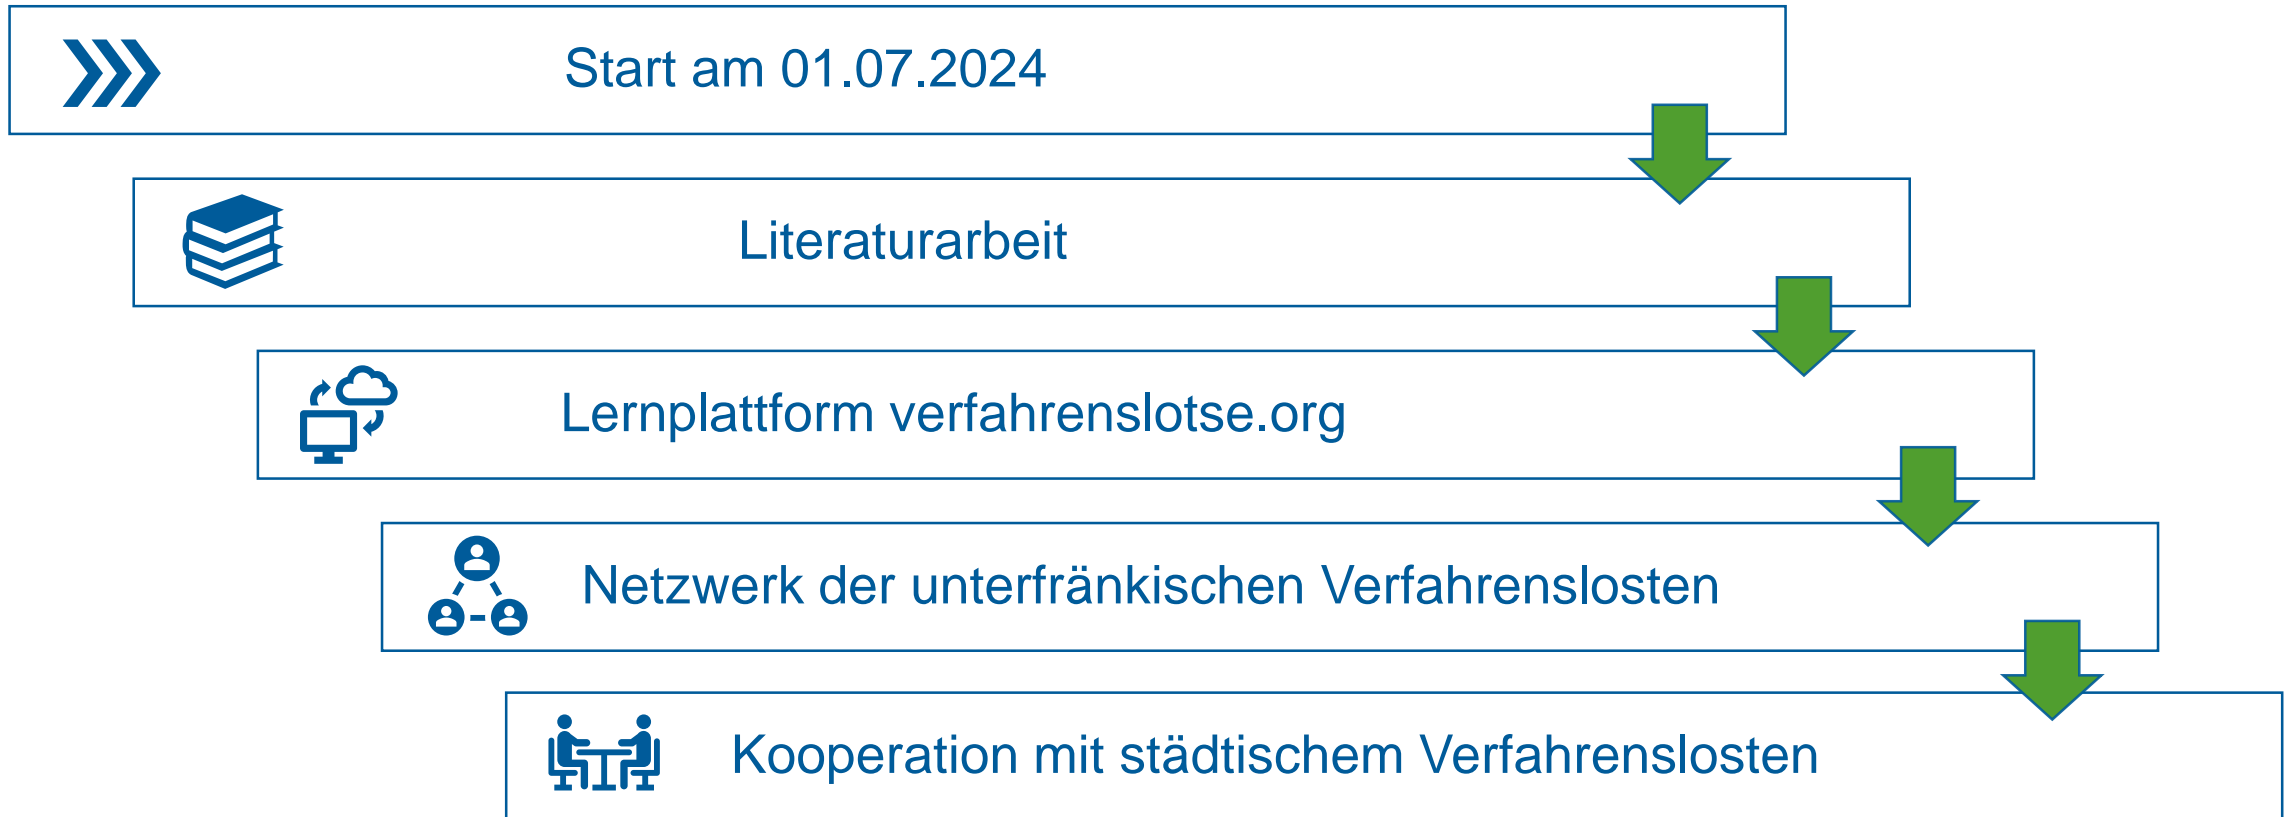 Start am 01.07.2024
Literaturarbeit
Lernplattform verfahrenslotse.org
Netzwerk der unterfränkischen Verfahrenslosten
Kooperation mit städtischem Verfahrenslosten